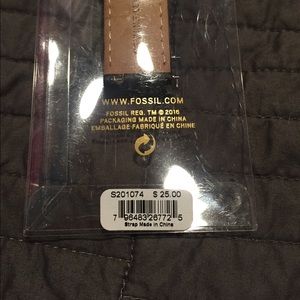 WWW.FOSSIL.COM
FOSSIL REG. TM © 2016
PACKAGING MADE IN CHINA
EMBALLAGE FABRIQUÉ EN CHINE
S201074 $ 25.00
7 96483 26772 5
Strap Made in China